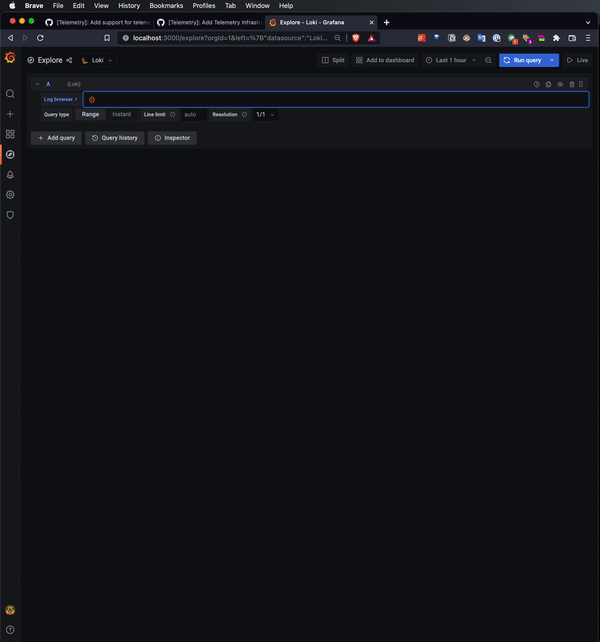 Brave File Edit View History Bookmarks Profiles Tab Window Help
[Telemetry]: Add support for telem
[Telemetry]: Add Telemetry Infrast
Explore - Loki - Grafana
localhost:3000/explore?orgId=1&left=%7B"datasource":"Loki...
Explore Loki Split Add to dashboard Last 1 hour Run query Live
A (Loki)
Log browser
Query type Range Instant Line limit auto Resolution 1/1
+ Add query Query history Inspector